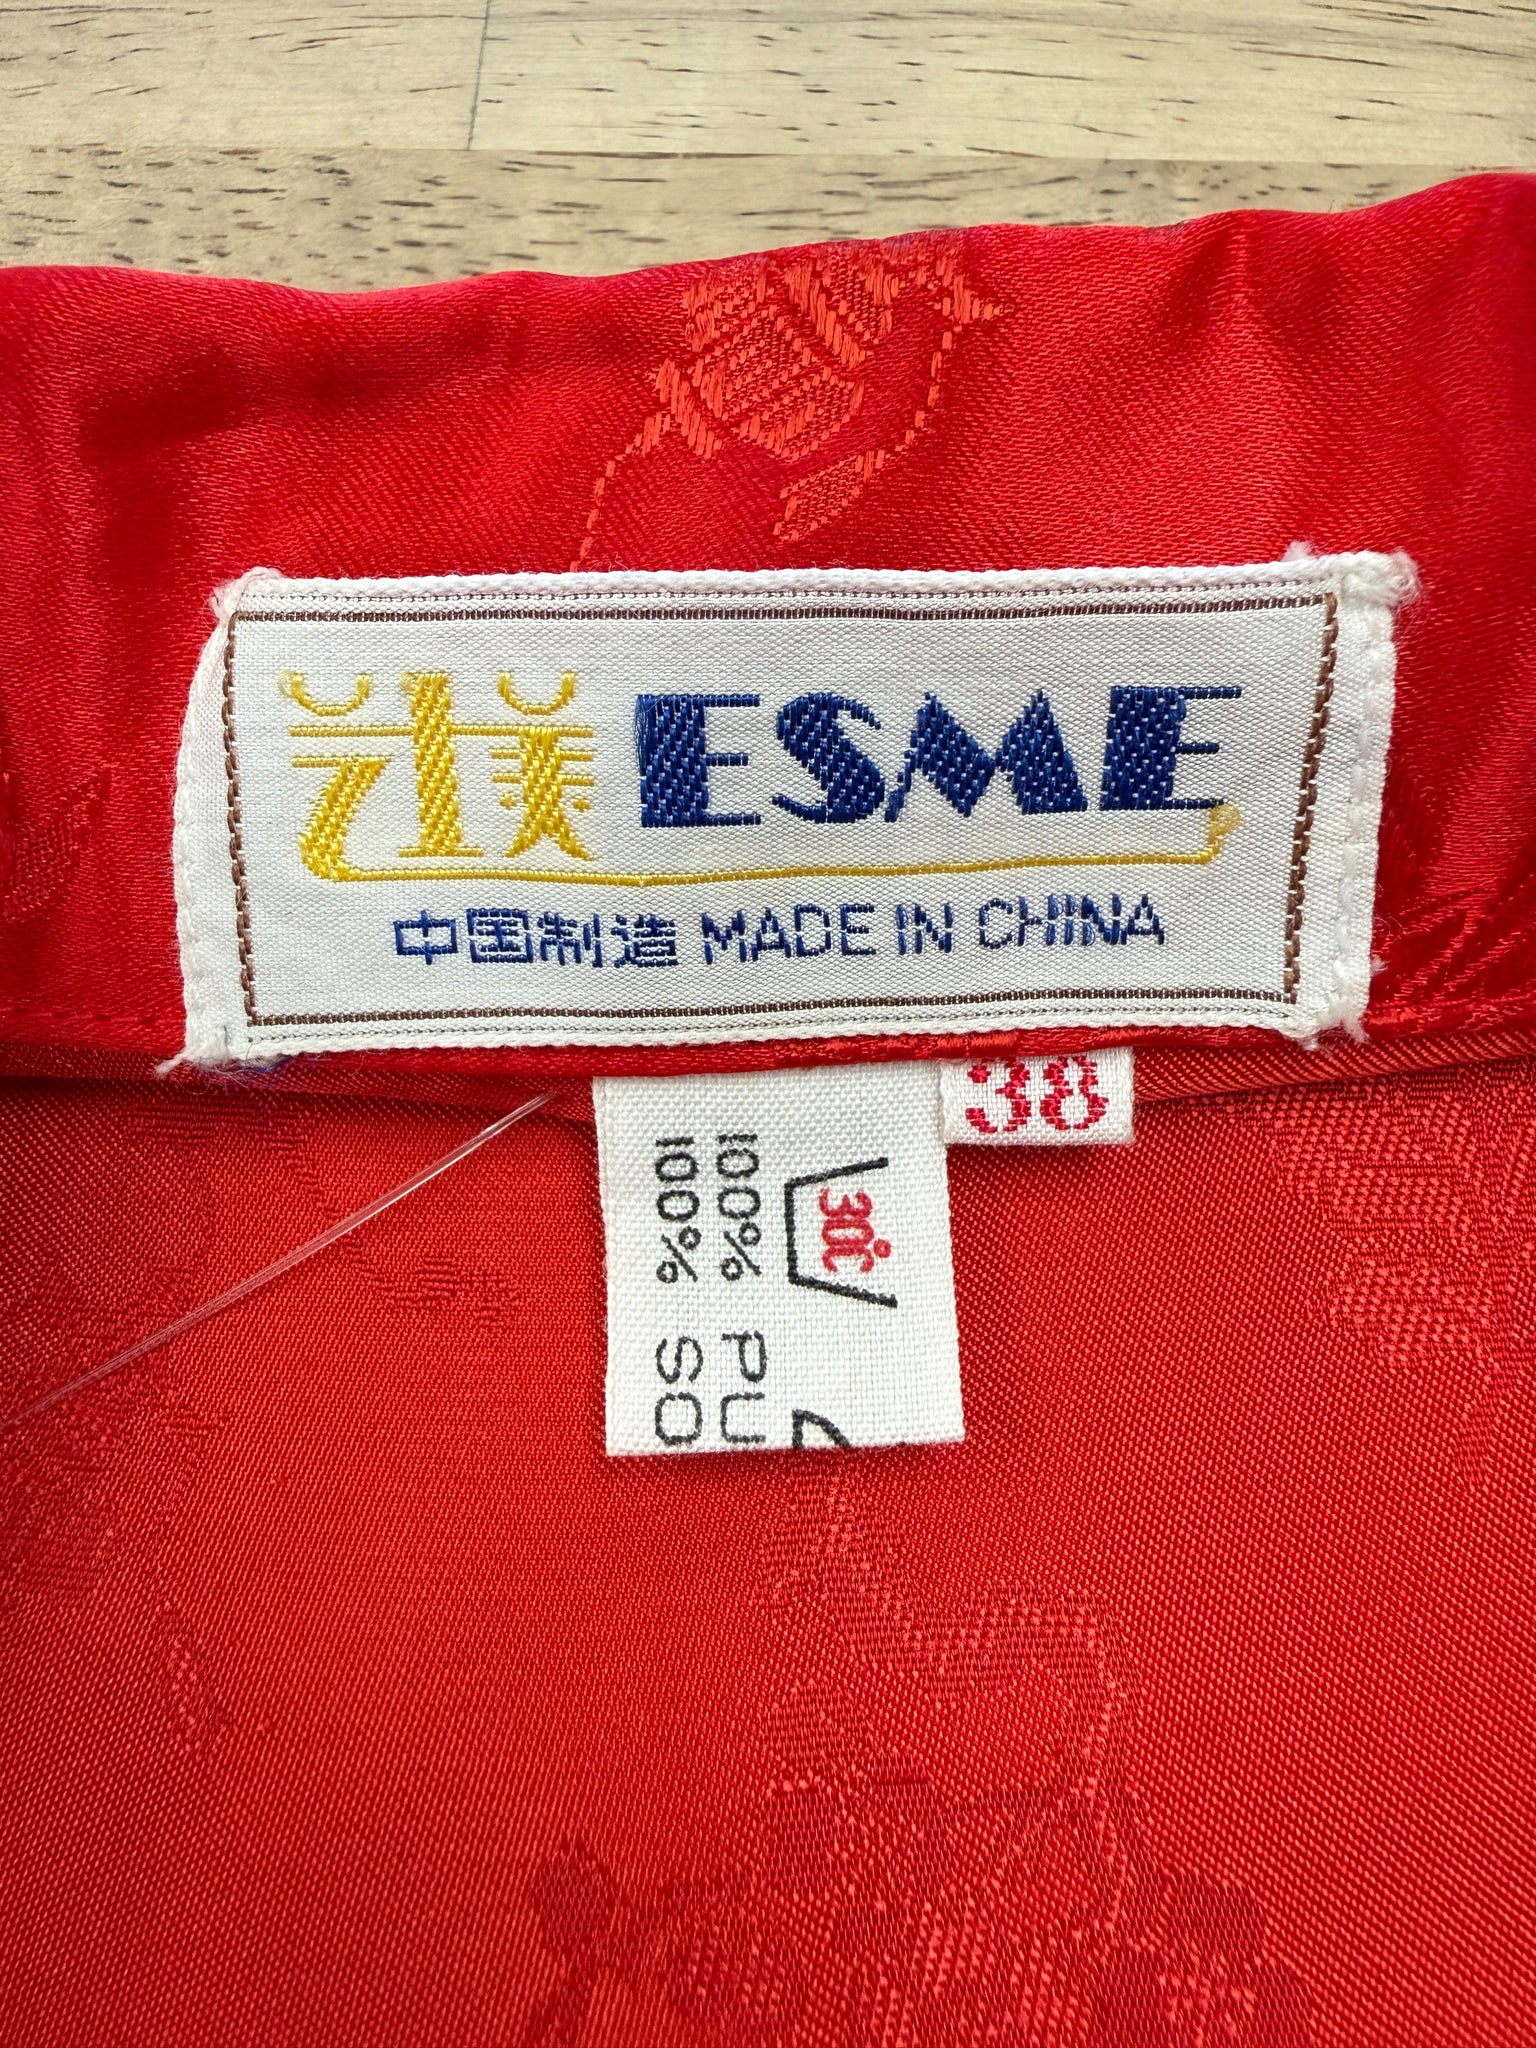 ESME
中国制造 MADE IN CHINA
38
30℃
100% PU
100% SO